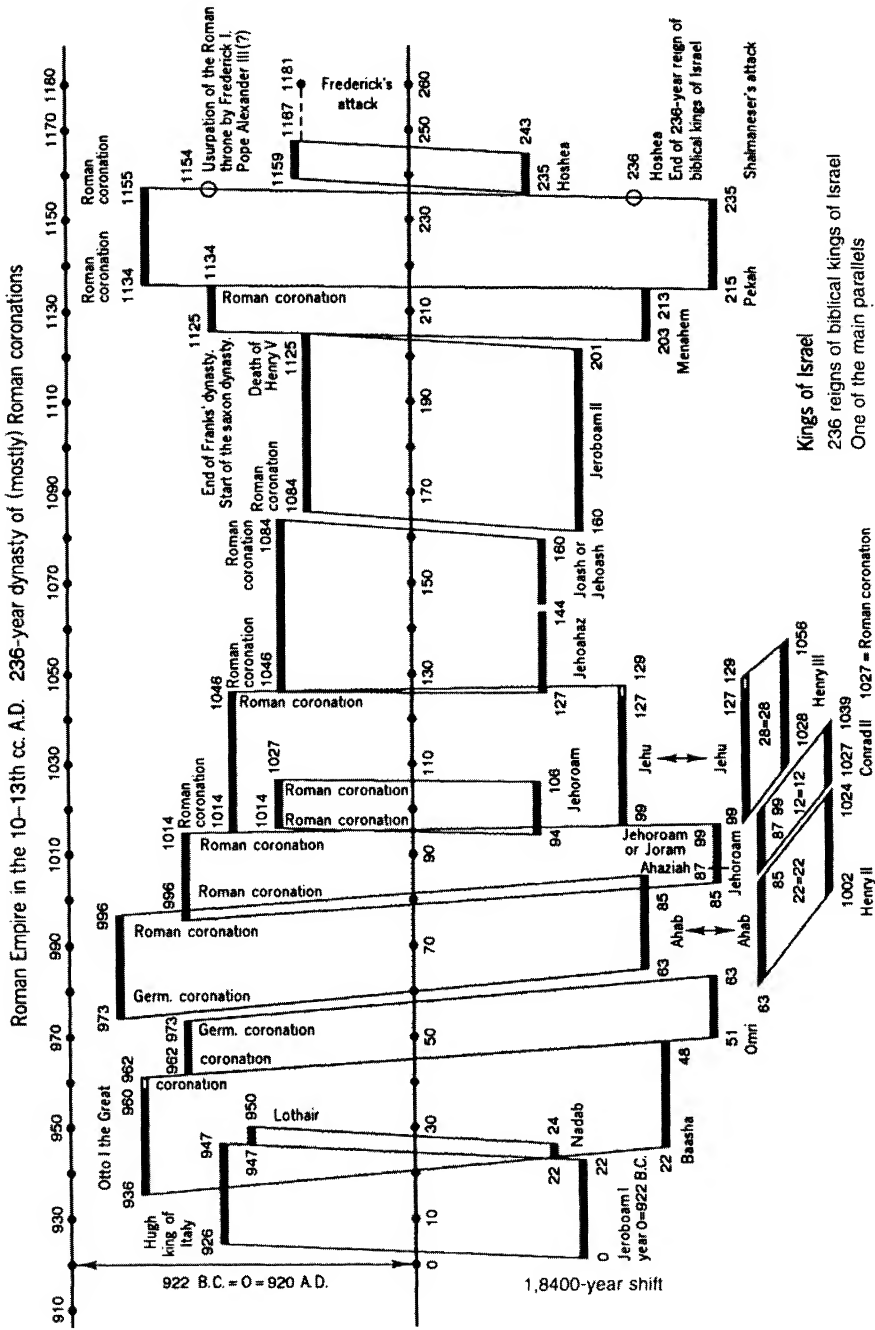 Roman Empire in the 10–13th cc. A.D. 236-year dynasty of (mostly) Roman coronations
910 930 950 970 990 1010 1030 1050 1070 1090 1110 1130 1150 1170 1180
Otto I the Great
936
960 962
coronation
Hugh
king of
Italy
926
947
947
950
Lothair
973
996
Germ. coronation
Roman coronation
962 973
Germ. coronation
coronation
996
1014
Roman coronation
Roman coronation
Roman
coronation
1014
1046
Roman coronation
1014
1027
Roman coronation
Roman coronation
Roman
coronation
1046
Roman
coronation
1084
Roman
coronation
1084
End of Franks' dynasty.
Start of the saxon dynasty.
Death of
Henry V
1125
1125
1134
Roman coronation
Roman
coronation
1134
Roman
coronation
1155
1154
Usurpation of the Roman
throne by Frederick I.
Pope Alexander III(?)
1159
1167
1181
Frederick's
attack
922 B.C. = 0 = 920 A.D.
0 10 30 50 70 90 110 130 150 170 190 210 230 250 260
1,8400-year shift
0
22
Jeroboam I
year 0=922 B.C.
22
24
Nadab
22
48
Baasha
51
63
Omri
63
85
Ahab
Ahab
63
85
22=22
1002
1024
Henry II
85
87
99
Ahaziah
Jehoroam
or Joram
Jehoroam
87 99
12=12
1027
1039
Conrad II
1027 = Roman coronation
94
106
Jehoroam
99
127
129
Jehu
Jehu
99
127 129
28=28
1028
1056
Henry III
127
144
Jehoahaz
160
Joash or
Jehoash
160
201
Jeroboam II
203 213
Menahem
215
235
Pekah
235
243
Hoshea
236
Hoshea
End of 236-year reign of
biblical kings of Israel
Shalmaneser's attack
Kings of Israel
236 reigns of biblical kings of Israel
One of the main parallels